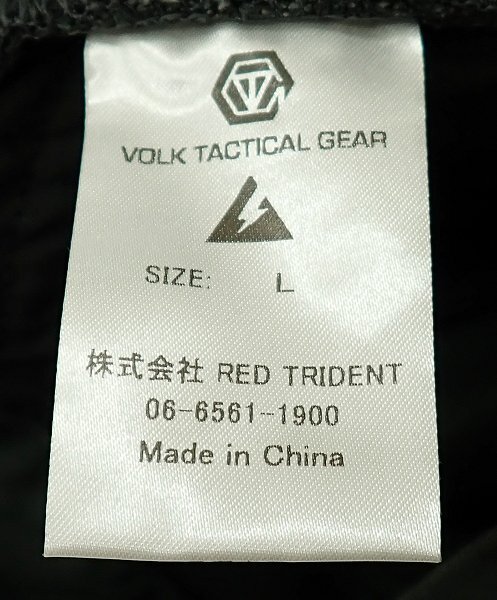 VOLK TACTICAL GEAR
SIZE: L
株式会社 RED TRIDENT
06-6561-1900
Made in China